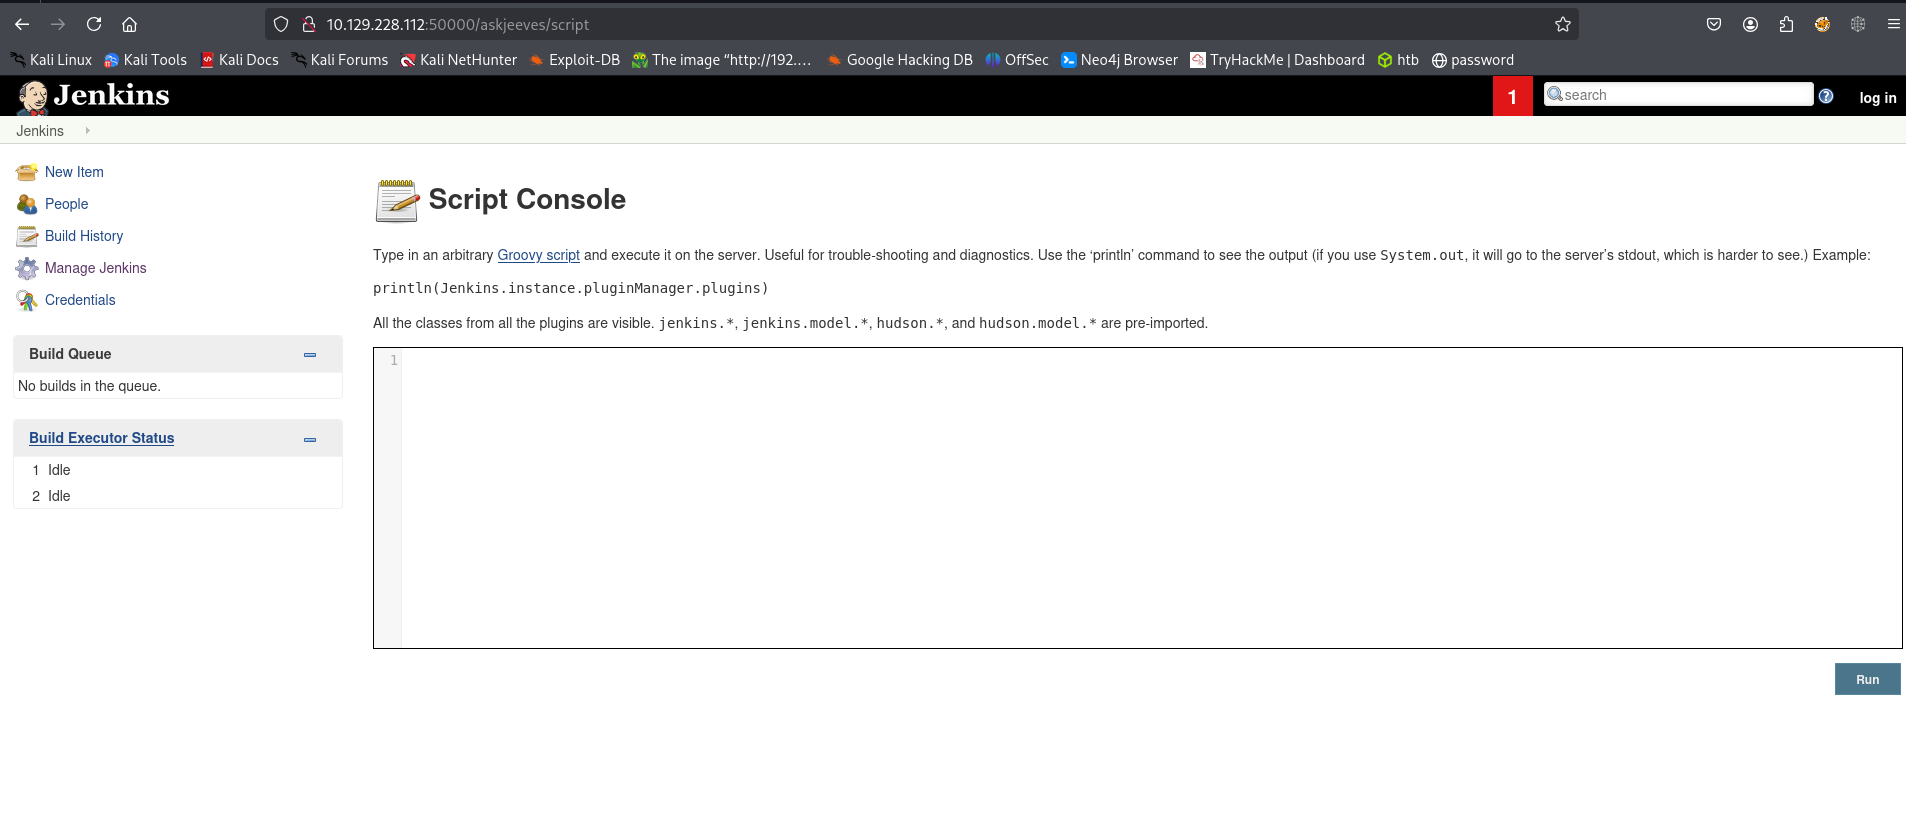 10.129.228.112:50000/askjeeves/script
Kali Linux Kali Tools Kali Docs Kali Forums Kali NetHunter Exploit-DB The image "http://192.… Google Hacking DB OffSec Neo4j Browser TryHackMe | Dashboard htb password
Jenkins 1 search log in
Jenkins
New Item
People
Build History
Manage Jenkins
Credentials
Build Queue
No builds in the queue.
Build Executor Status
1 Idle
2 Idle
Script Console
Type in an arbitrary Groovy script and execute it on the server. Useful for trouble-shooting and diagnostics. Use the ‘println’ command to see the output (if you use System.out, it will go to the server’s stdout, which is harder to see.) Example:
println(Jenkins.instance.pluginManager.plugins)
All the classes from all the plugins are visible. jenkins.*, jenkins.model.*, hudson.*, and hudson.model.* are pre-imported.
1
Run